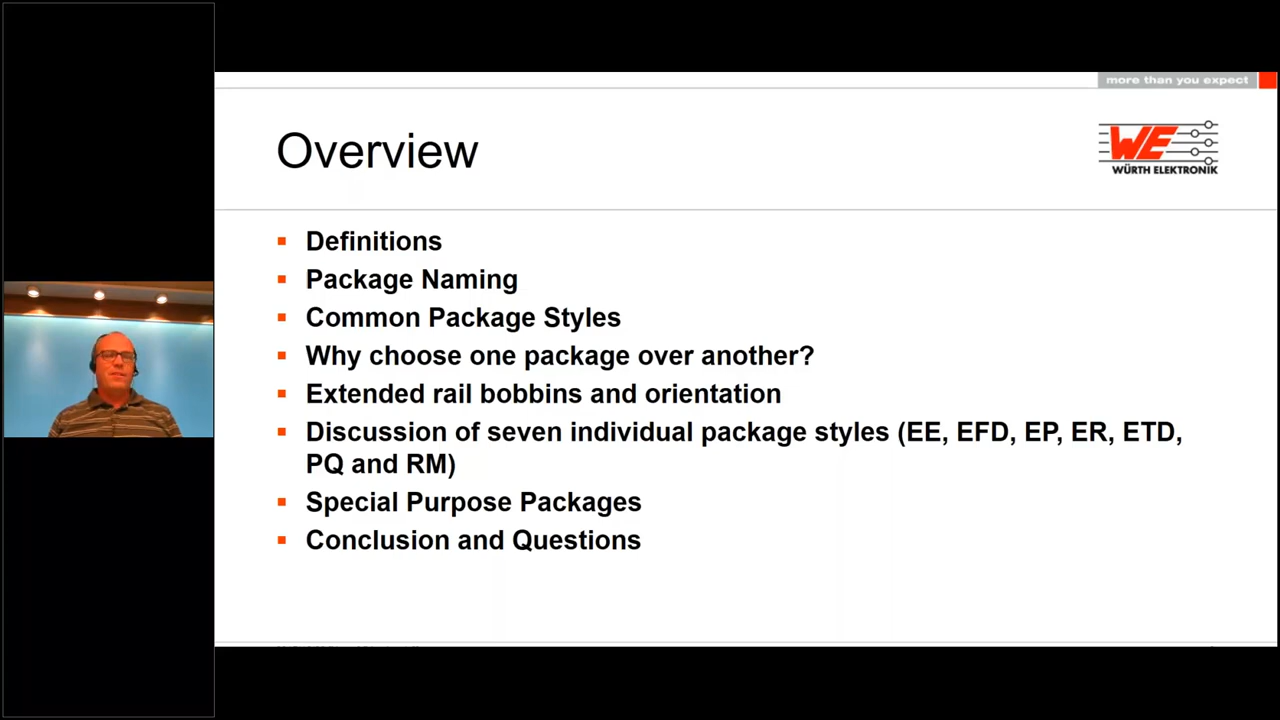 more than you expect
Overview
WE
WÜRTH ELEKTRONIK
Definitions
Package Naming
Common Package Styles
Why choose one package over another?
Extended rail bobbins and orientation
Discussion of seven individual package styles (EE, EFD, EP, ER, ETD,
PQ and RM)
Special Purpose Packages
Conclusion and Questions